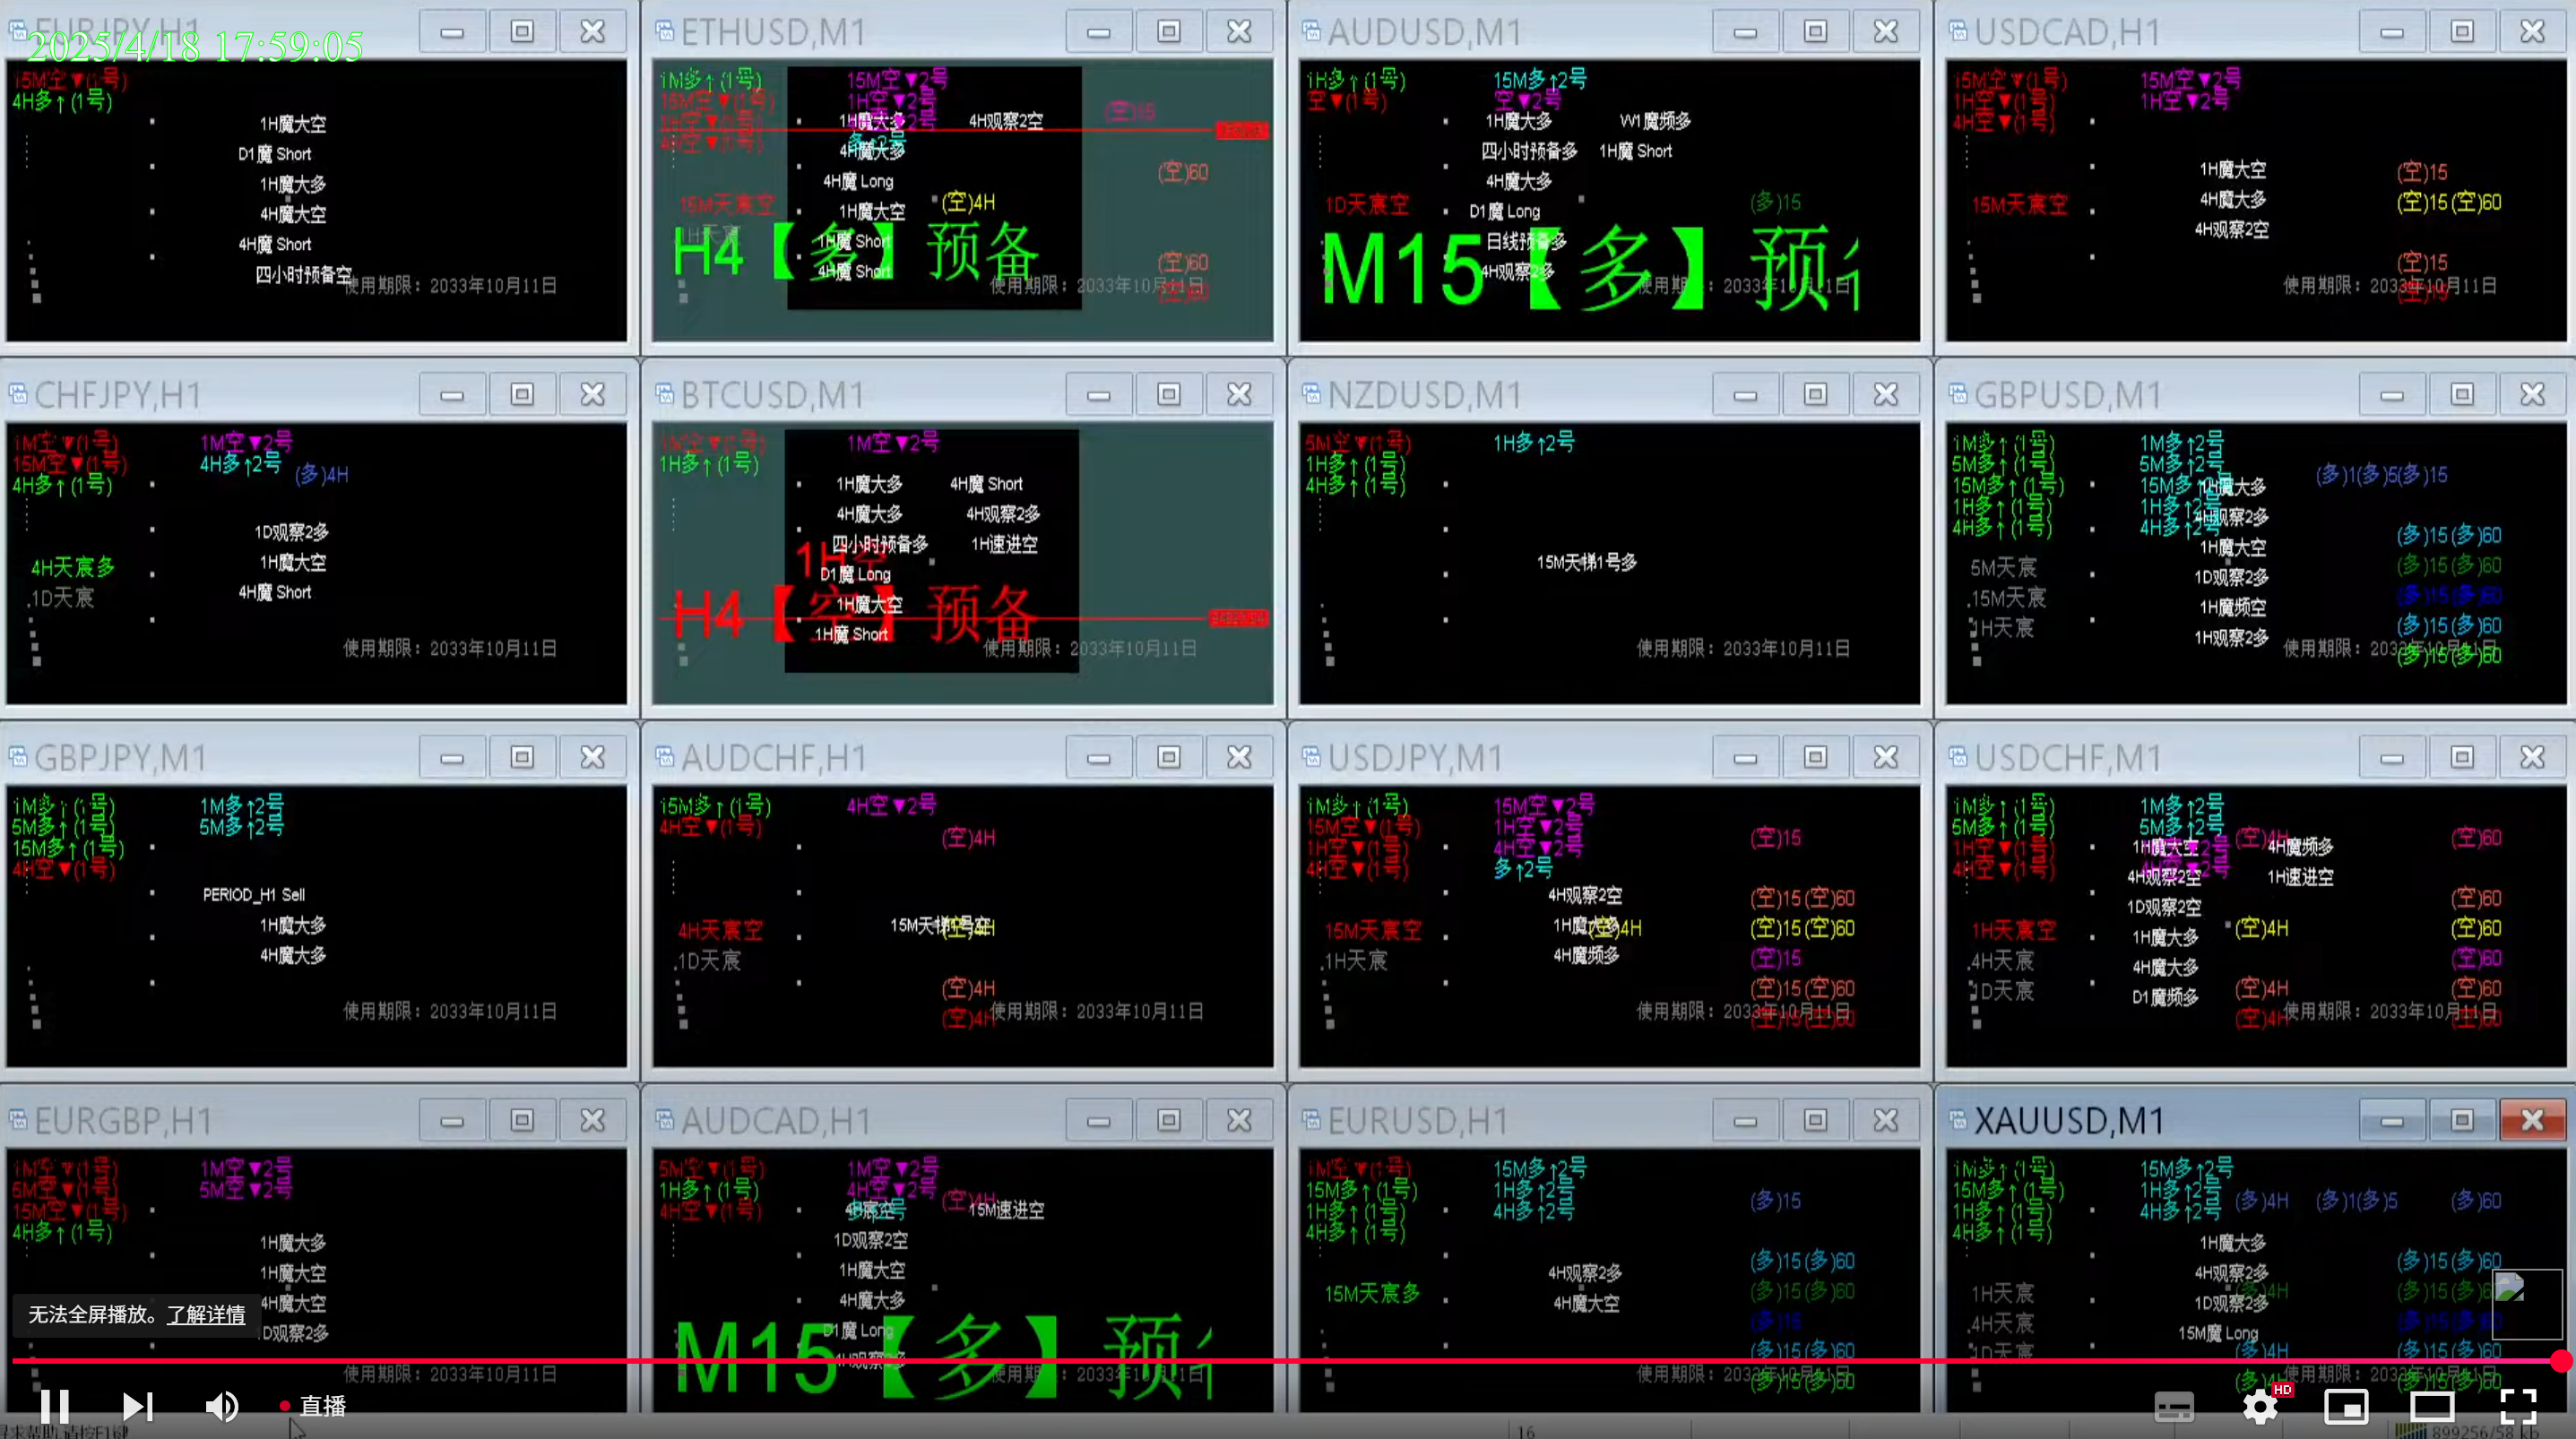 EURJPY,H1
2025/4/18 17:59:05
15M空▼(1号)
4H多↑(1号)
1H魔大空
D1魔 Short
1H魔大多
4H魔大空
4H魔 Short
四小时预备空
使用期限：2033年10月11日
ETHUSD,M1
1M多↑(1号) 15M空▼2号
15M空▼(1号) 1H空▼2号
(空)15
1H魔大多 4H观察2空
4H魔大多
(空)60
4H魔 Long
15M天宸空 1H魔大空 (空)4H
1H魔 Short
H4【多】预备
4H魔 Short
(空)60
使用期限：2033年10月11日
(空)60
AUDUSD,M1
1H多↑(1号) 15M多↑2号
空▼(1号) 空▼2号
1H魔大多 W1魔频多
四小时预备多 1H魔 Short
4H魔大多
1D天宸空 D1魔 Long (多)15
日线预备多
M15【多】预
4H观察2多
使用期限：2033年10月11日
USDCAD,H1
15M空▼(1号) 15M空▼2号
1H空▼(1号) 1H空▼2号
4H空▼(1号)
1H魔大空 (空)15
15M天宸空 4H魔大多 (空)15(空)60
4H观察2空
(空)15
使用期限：2033年10月11日
(空)15
CHFJPY,H1
1M空▼(1号) 1M空▼2号
15M空▼(1号) 4H多↑2号
4H多↑(1号) (多)4H
1D观察2多
4H天宸多 1H魔大空
.1D天宸 4H魔 Short
使用期限：2033年10月11日
BTCUSD,M1
1M空▼(1号) 1M空▼2号
1H多↑(1号)
1H魔大多 4H魔 Short
4H魔大多 4H观察2多
四小时预备多 1H速进空
1H空
D1魔 Long
1H魔大空
H4【空】预备
1H魔 Short
使用期限：2033年10月11日
NZDUSD,M1
5M空▼(1号) 1H多↑2号
1H多↑(1号)
4H多↑(1号)
15M天梯1号多
使用期限：2033年10月11日
GBPUSD,M1
1M多↑(1号) 1M多↑2号
5M多↑(1号) 5M多↑2号 (多)1(多)5(多)15
15M多↑(1号) 15M多↑2号 1H魔大多
1H多↑(1号) 1H多↑2号
4H多↑(1号) 4H多↑2号 4H观察2多
1H魔大空 (多)15(多)60
5M天宸 1D观察2多 (多)15(多)60
.15M天宸 1H魔频空 (多)15(多)60
1H天宸 1H观察2多 (多)15(多)60
使用期限：2033年10月11日
(多)15(多)60
GBPJPY,M1
1M多↑(1号) 1M多↑2号
5M多↑(1号) 5M多↑2号
15M多↑(1号)
4H空▼(1号)
PERIOD_H1 Sell
1H魔大多
4H魔大多
使用期限：2033年10月11日
AUDCHF,H1
15M多↑(1号) 4H空▼2号
4H空▼(1号) (空)4H
4H天宸空 15M天梯1号空 (空)4H
.1D天宸
(空)4H
(空)4H
使用期限：2033年10月11日
USDJPY,M1
1M多↑(1号) 15M空▼2号
15M空▼(1号) 1H空▼2号 (空)15
1H空▼(1号) 4H空▼2号
4H空▼(1号) 多↑2号
4H观察2空 (空)15(空)60
15M天宸空 1H魔大多 (空)4H (空)15(空)60
.1H天宸 4H魔频多 (空)15
(空)15(空)60
使用期限：2033年10月11日
(空)15(空)60
USDCHF,M1
1M多↑(1号) 1M多↑2号
5M多↑(1号) 5M多↑2号 (空)4H (空)60
1H空▼(1号) 1H魔大空 4H魔频多
4H空▼(1号) 4H空▼2号
4H观察2空 1H速进空
1D观察2空 (空)60
1H天宸空 1H魔大多 (空)4H (空)60
.4H天宸 4H魔大多 (空)60
1D天宸 D1魔频多 (空)4H (空)60
使用期限：2033年10月11日
(空)4H (空)60
EURGBP,H1
1M空▼(1号) 1M空▼2号
5M空▼(1号) 5M空▼2号
15M空▼(1号)
4H多↑(1号)
1H魔大多
1H魔大空
4H魔大空
1D观察2多
使用期限：2033年10月11日
AUDCAD,H1
5M空▼(1号) 1M空▼2号
1H多↑(1号) 4H空▼2号 (空)4H
4H空▼(1号) 15M速进空
1D观察2空
1H魔大空
4H魔大多
D1魔 Long
M15【多】预
使用期限：2033年10月11日
EURUSD,H1
1M空▼(1号) 15M多↑2号
15M多↑(1号) 1H多↑2号 (多)15
1H多↑(1号) 4H多↑2号
4H多↑(1号)
(多)15(多)60
4H观察2多
15M天宸多 4H魔大空 (多)15(多)60
(多)15
(多)15(多)60
使用期限：2033年10月11日
(多)15(多)60
XAUUSD,M1
1M多↑(1号) 15M多↑2号
15M多↑(1号) 1H多↑2号 (多)4H (多)1(多)5 (多)60
1H多↑(1号) 4H多↑2号
4H多↑(1号)
1H魔大多
4H观察2多 (多)15(多)60
1H天宸 1D观察2多 (多)4H
.4H天宸 15M魔 Long
1D天宸 (多)4H (多)15(多)60
使用期限：2033年10月11日
无法全屏播放。了解详情
直播
HD
16
899256/58 kb